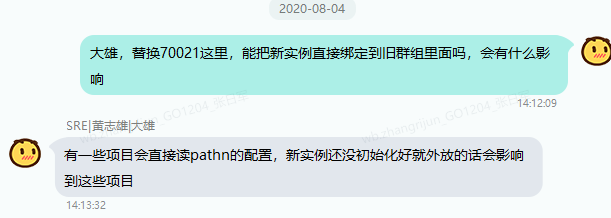 2020-08-04
大雄，替换70021这里，能把新实例直接绑定到旧群组里面吗，会有什么影
响
14:12:09
SRE|黄志雄|大雄
有一些项目会直接读pathn的配置，新实例还没初始化好就外放的话会影响
到这些项目
14:13:32